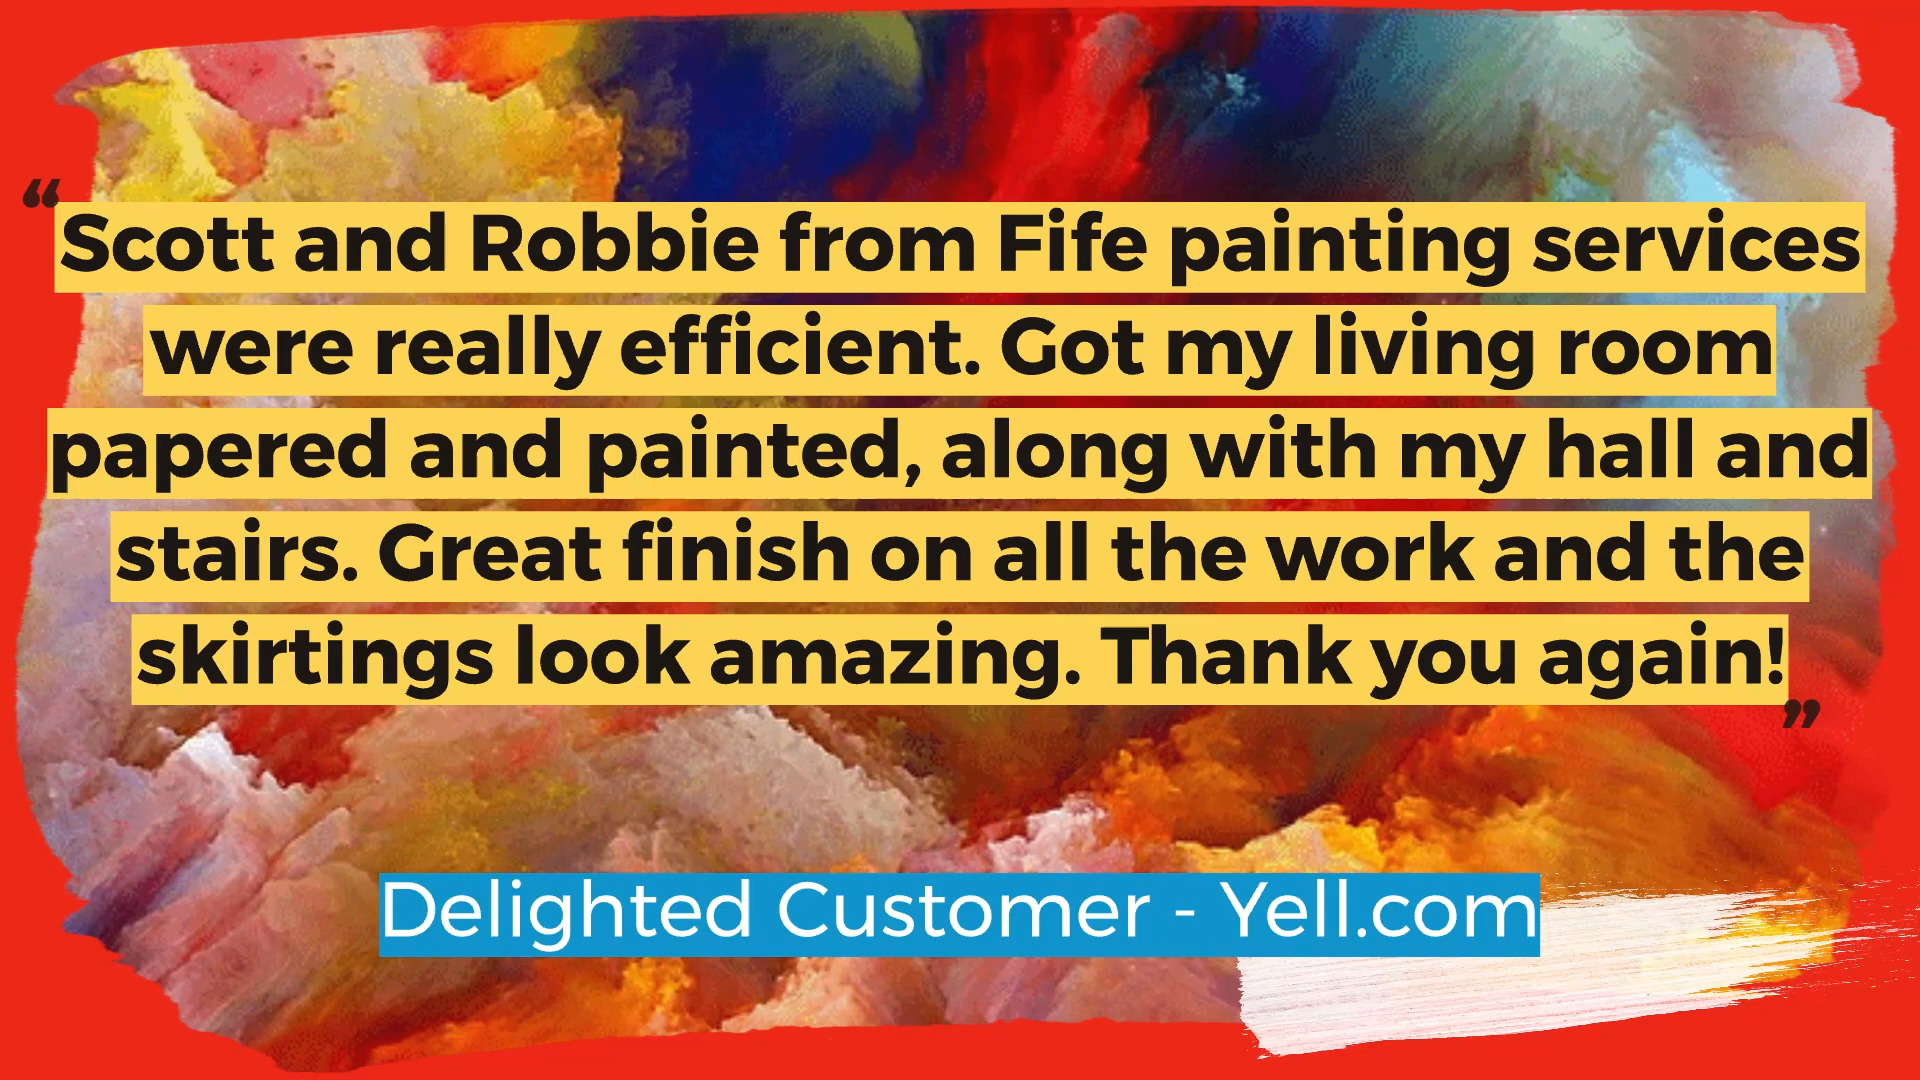 “Scott and Robbie from Fife painting services
were really efficient. Got my living room
papered and painted, along with my hall and
stairs. Great finish on all the work and the
skirtings look amazing. Thank you again!”
Delighted Customer - Yell.com